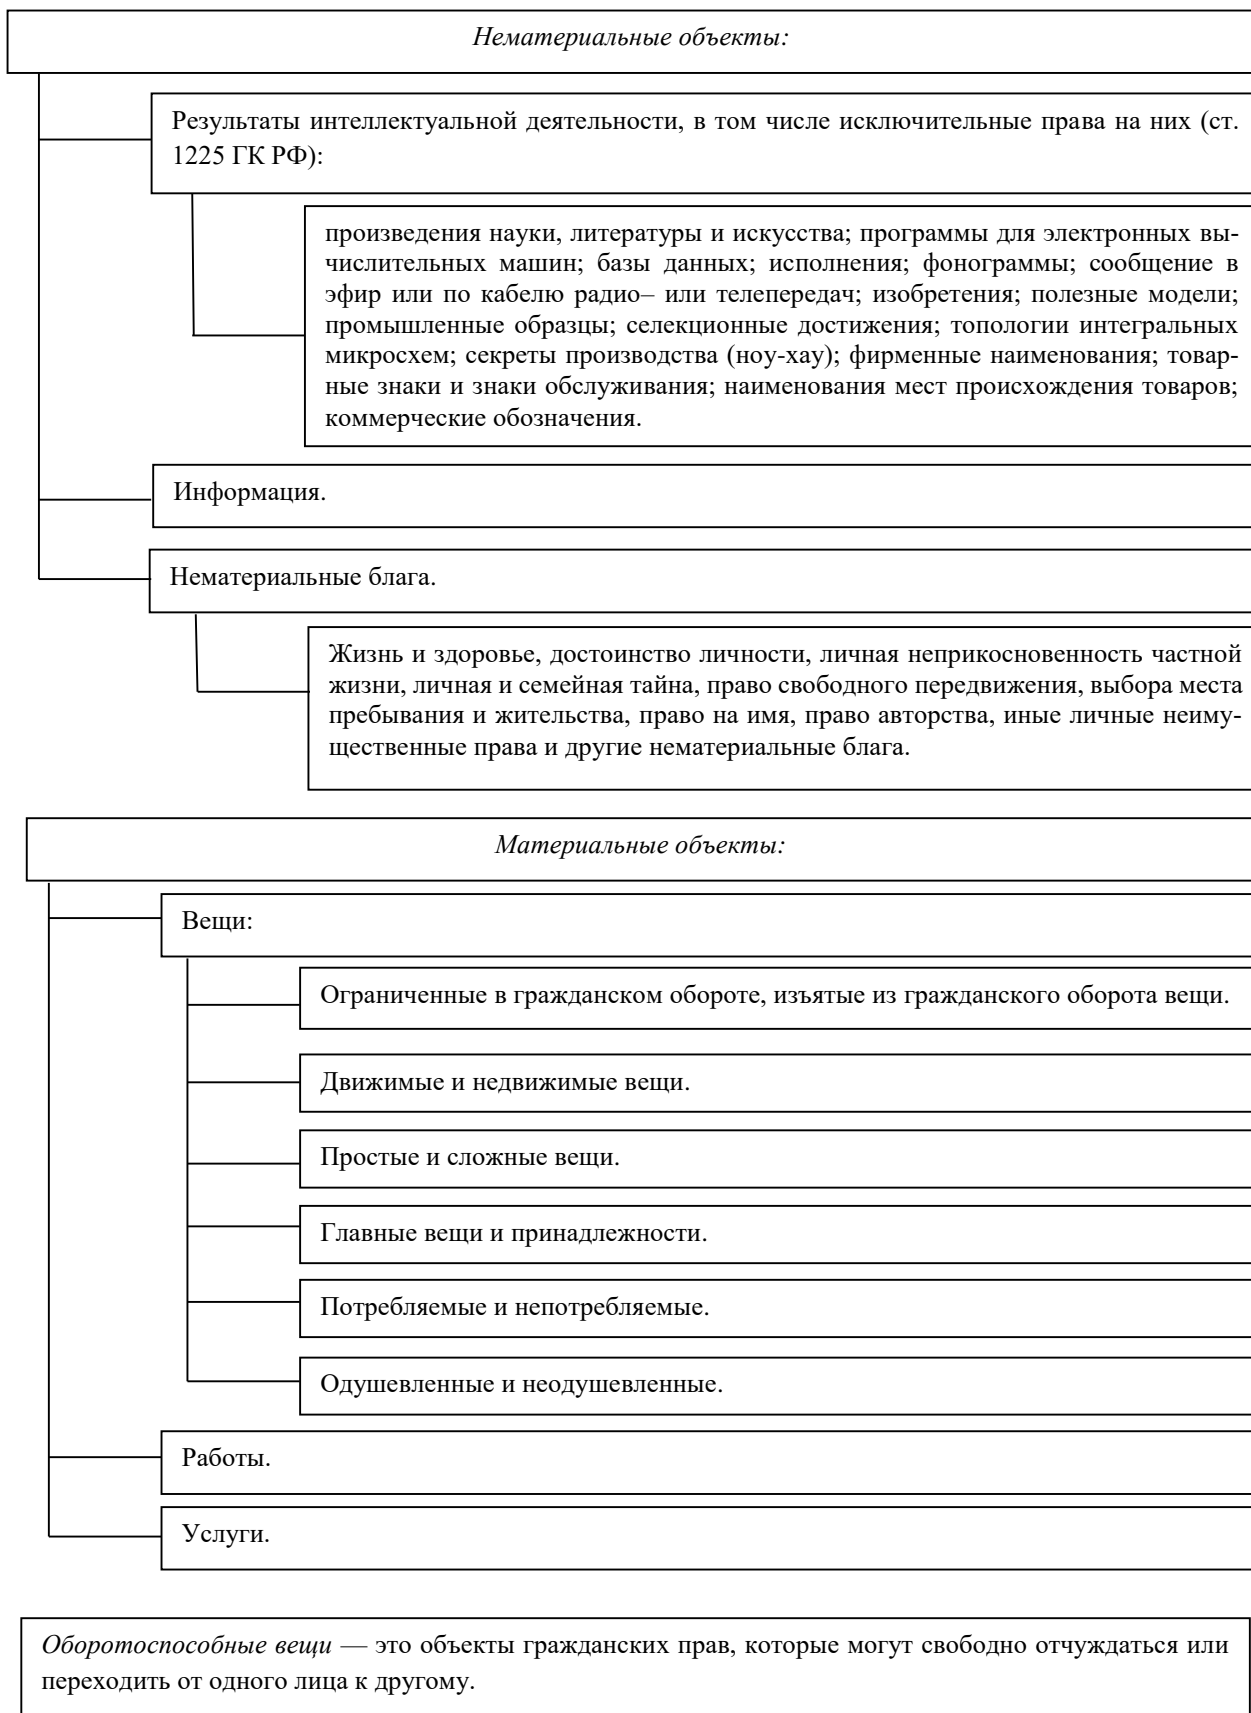 Нематериальные объекты:
Результаты интеллектуальной деятельности, в том числе исключительные права на них (ст.
1225 ГК РФ):
произведения науки, литературы и искусства; программы для электронных вы-
числительных машин; базы данных; исполнения; фонограммы; сообщение в
эфир или по кабелю радио– или телепередач; изобретения; полезные модели;
промышленные образцы; селекционные достижения; топологии интегральных
микросхем; секреты производства (ноу-хау); фирменные наименования; товар-
ные знаки и знаки обслуживания; наименования мест происхождения товаров;
коммерческие обозначения.
Информация.
Нематериальные блага.
Жизнь и здоровье, достоинство личности, личная неприкосновенность частной
жизни, личная и семейная тайна, право свободного передвижения, выбора места
пребывания и жительства, право на имя, право авторства, иные личные неиму-
щественные права и другие нематериальные блага.
Материальные объекты:
Вещи:
Ограниченные в гражданском обороте, изъятые из гражданского оборота вещи.
Движимые и недвижимые вещи.
Простые и сложные вещи.
Главные вещи и принадлежности.
Потребляемые и непотребляемые.
Одушевленные и неодушевленные.
Работы.
Услуги.
Оборотоспособные вещи — это объекты гражданских прав, которые могут свободно отчуждаться или
переходить от одного лица к другому.